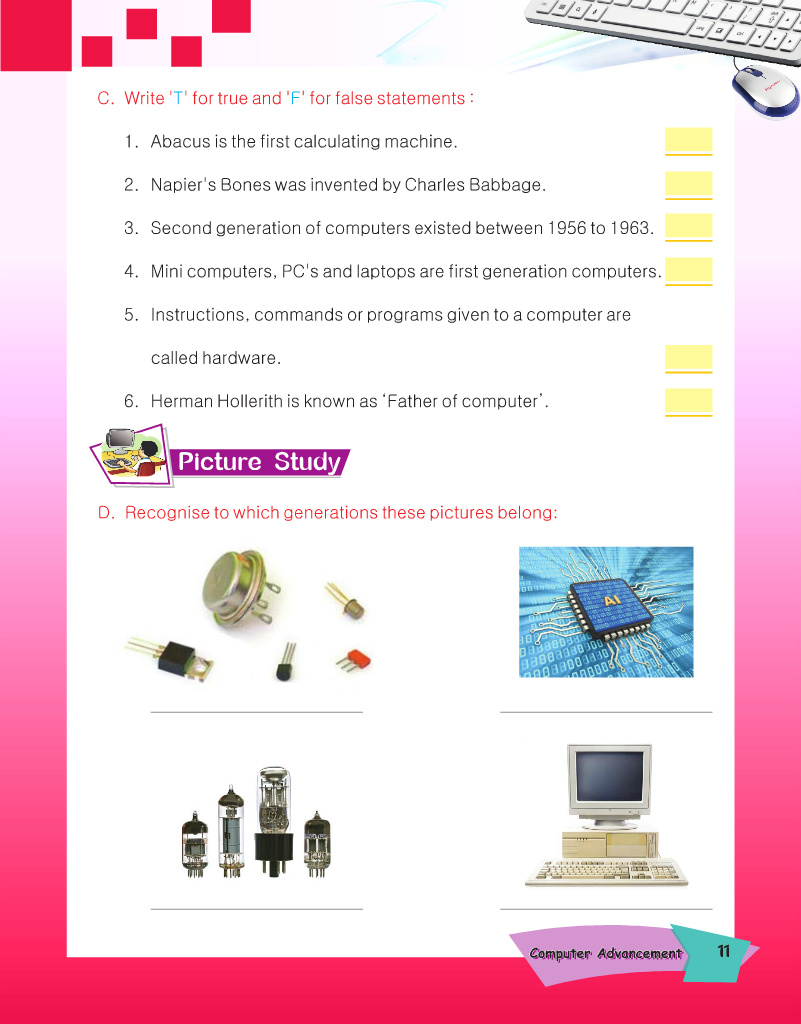 C. Write 'T' for true and 'F' for false statements :
1. Abacus is the first calculating machine.
2. Napier's Bones was invented by Charles Babbage.
3. Second generation of computers existed between 1956 to 1963.
4. Mini computers, PC's and laptops are first generation computers.
5. Instructions, commands or programs given to a computer are
called hardware.
6. Herman Hollerith is known as ‘Father of computer’.
Picture Study
D. Recognise to which generations these pictures belong:
AI
Computer Advancement 11